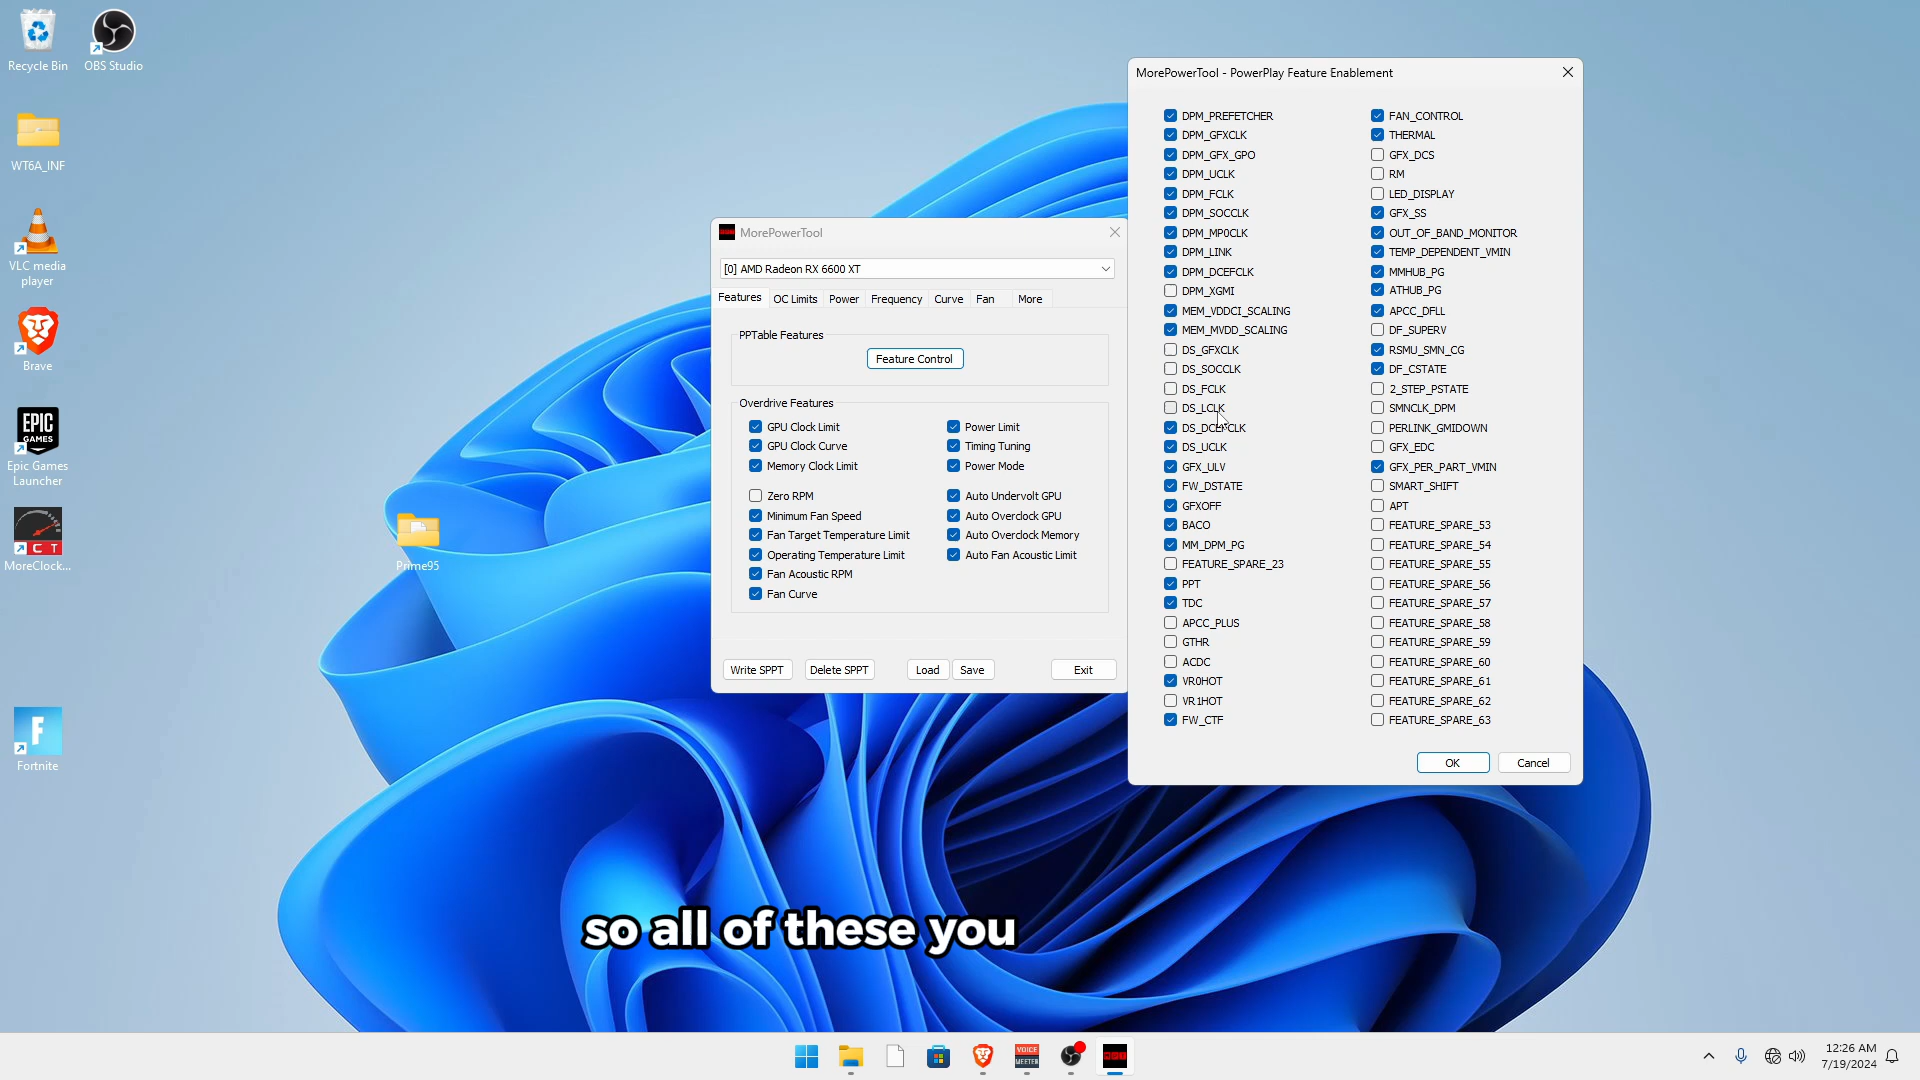 Recycle Bin
OBS Studio
WT6A_INF
VLC media
player
Brave
EPIC
GAMES
Epic Games
Launcher
CT
MoreClock...
Fortnite
Prime95
MorePowerTool
[0] AMD Radeon RX 6600 XT
Features OC Limits Power Frequency Curve Fan More
PPTable Features
Feature Control
Overdrive Features
GPU Clock Limit
GPU Clock Curve
Memory Clock Limit
Zero RPM
Minimum Fan Speed
Fan Target Temperature Limit
Operating Temperature Limit
Fan Acoustic RPM
Fan Curve
Power Limit
Timing Tuning
Power Mode
Auto Undervolt GPU
Auto Overclock GPU
Auto Overclock Memory
Auto Fan Acoustic Limit
Write SPPT Delete SPPT Load Save Exit
MorePowerTool - PowerPlay Feature Enablement
DPM_PREFETCHER
DPM_GFXCLK
DPM_GFX_GPO
DPM_UCLK
DPM_FCLK
DPM_SOCCLK
DPM_MP0CLK
DPM_LINK
DPM_DCEFCLK
DPM_XGMI
MEM_VDDCI_SCALING
MEM_MVDD_SCALING
DS_GFXCLK
DS_SOCCLK
DS_FCLK
DS_LCLK
DS_DCEFCLK
DS_UCLK
GFX_ULV
FW_DSTATE
GFXOFF
BACO
MM_DPM_PG
FEATURE_SPARE_23
PPT
TDC
APCC_PLUS
GTHR
ACDC
VR0HOT
VR1HOT
FW_CTF
FAN_CONTROL
THERMAL
GFX_DCS
RM
LED_DISPLAY
GFX_SS
OUT_OF_BAND_MONITOR
TEMP_DEPENDENT_VMIN
MMHUB_PG
ATHUB_PG
APCC_DFLL
DF_SUPERV
RSMU_SMN_CG
DF_CSTATE
2_STEP_PSTATE
SMNCLK_DPM
PERLINK_GMIDOWN
GFX_EDC
GFX_PER_PART_VMIN
SMART_SHIFT
APT
FEATURE_SPARE_53
FEATURE_SPARE_54
FEATURE_SPARE_55
FEATURE_SPARE_56
FEATURE_SPARE_57
FEATURE_SPARE_58
FEATURE_SPARE_59
FEATURE_SPARE_60
FEATURE_SPARE_61
FEATURE_SPARE_62
FEATURE_SPARE_63
OK Cancel
so all of these you
VOICE
MEETER
12:26 AM
7/19/2024